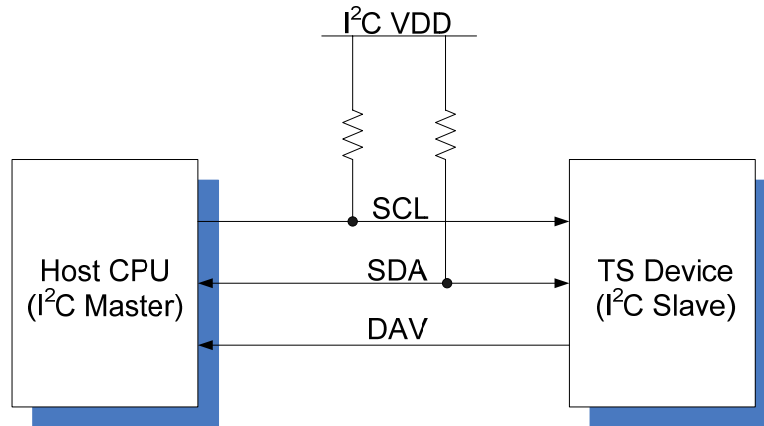 I²C VDD
SCL
Host CPU
(I²C Master)
SDA
TS Device
(I²C Slave)
DAV